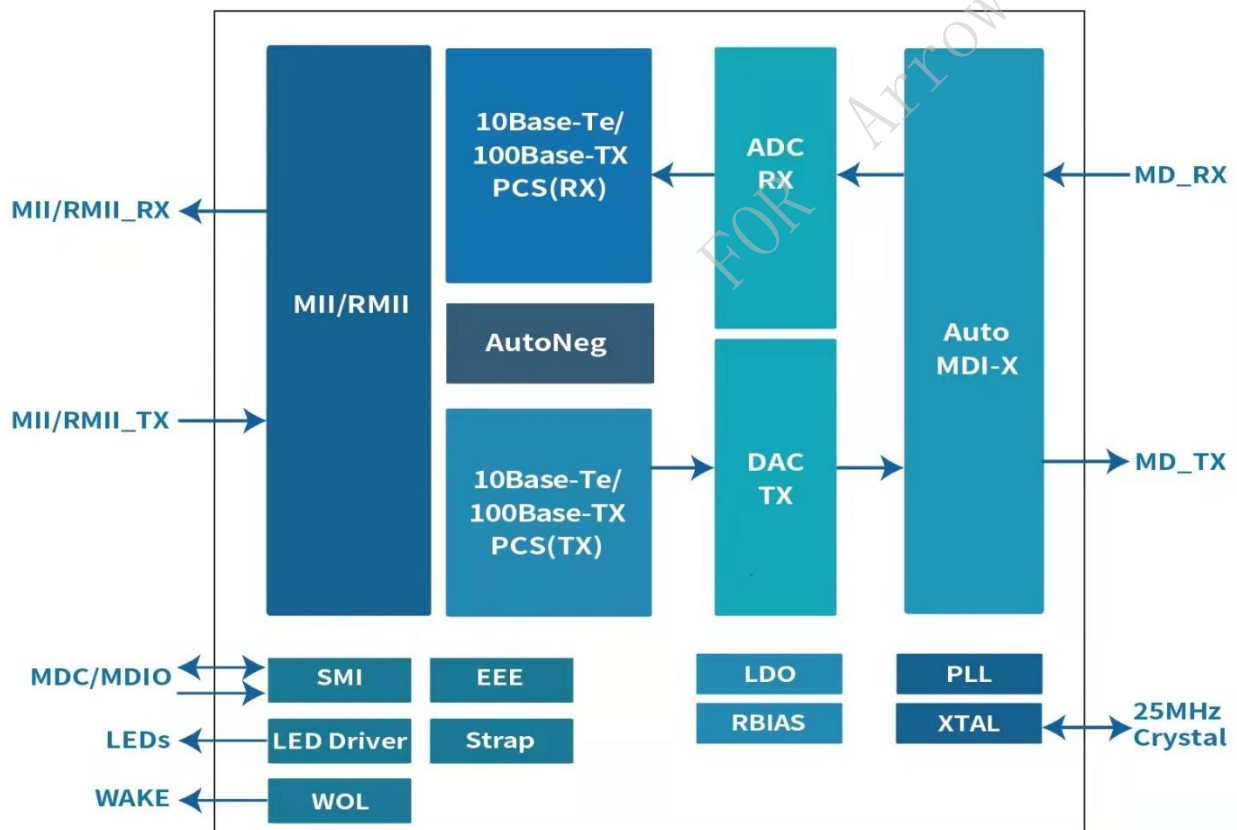 FOR Arrow
MII/RMII_RX
MII/RMII_TX
MII/RMII
10Base-Te/
100Base-TX
PCS(RX)
AutoNeg
10Base-Te/
100Base-TX
PCS(TX)
ADC
RX
DAC
TX
Auto
MDI-X
MD_RX
MD_TX
MDC/MDIO
SMI
EEE
LDO
PLL
LEDs
LED Driver
Strap
RBIAS
XTAL
25MHz
Crystal
WAKE
WOL